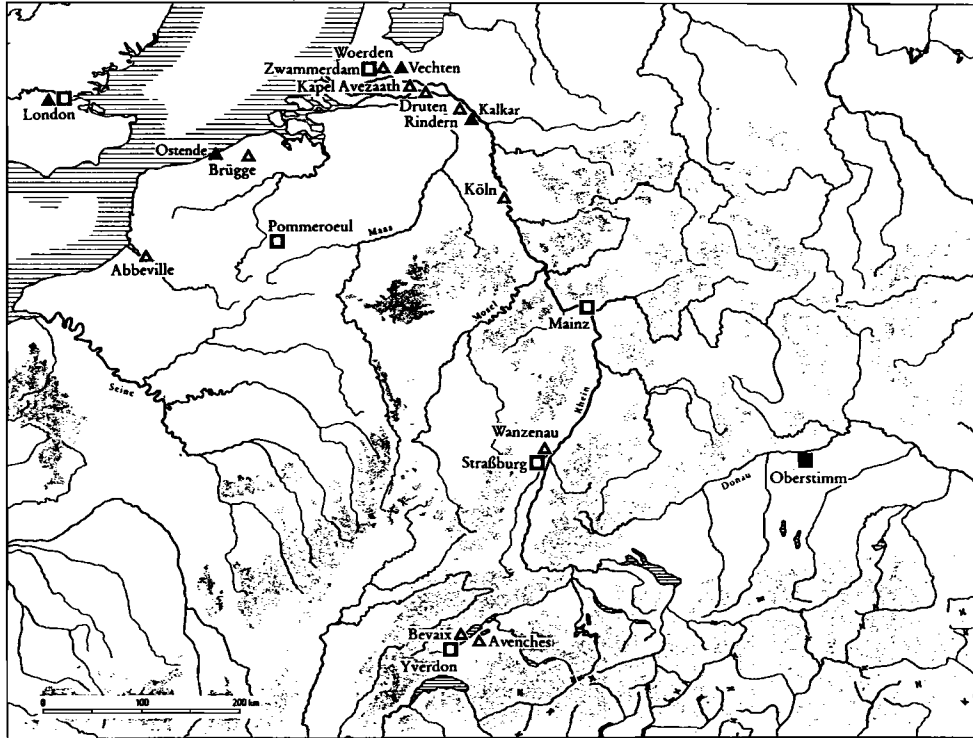 Woerden
Zwammerdam Vechten
Kapel Avezaath
London
Druten
Rindern Kalkar
Ostende
Brügge
Köln
Pommeroeul
Maas
Abbeville
Mosel
Mainz
Seine
Rhein
Wanzenau
Straßburg
Donau
Oberstimm
Bevaix
Avenches
Yverdon
0 100 200 km